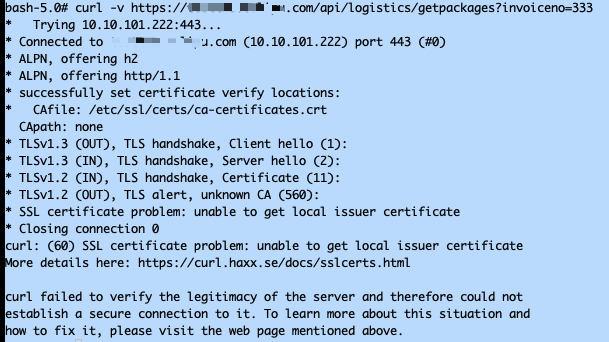 bash-5.0# curl -v https://.com/api/logistics/getpackages?invoiceno=333
*   Trying 10.10.101.222:443...
* Connected to u.com (10.10.101.222) port 443 (#0)
* ALPN, offering h2
* ALPN, offering http/1.1
* successfully set certificate verify locations:
*   CAfile: /etc/ssl/certs/ca-certificates.crt
  CApath: none
* TLSv1.3 (OUT), TLS handshake, Client hello (1):
* TLSv1.3 (IN), TLS handshake, Server hello (2):
* TLSv1.2 (IN), TLS handshake, Certificate (11):
* TLSv1.2 (OUT), TLS alert, unknown CA (560):
* SSL certificate problem: unable to get local issuer certificate
* Closing connection 0
curl: (60) SSL certificate problem: unable to get local issuer certificate
More details here: https://curl.haxx.se/docs/sslcerts.html

curl failed to verify the legitimacy of the server and therefore could not
establish a secure connection to it. To learn more about this situation and
how to fix it, please visit the web page mentioned above.